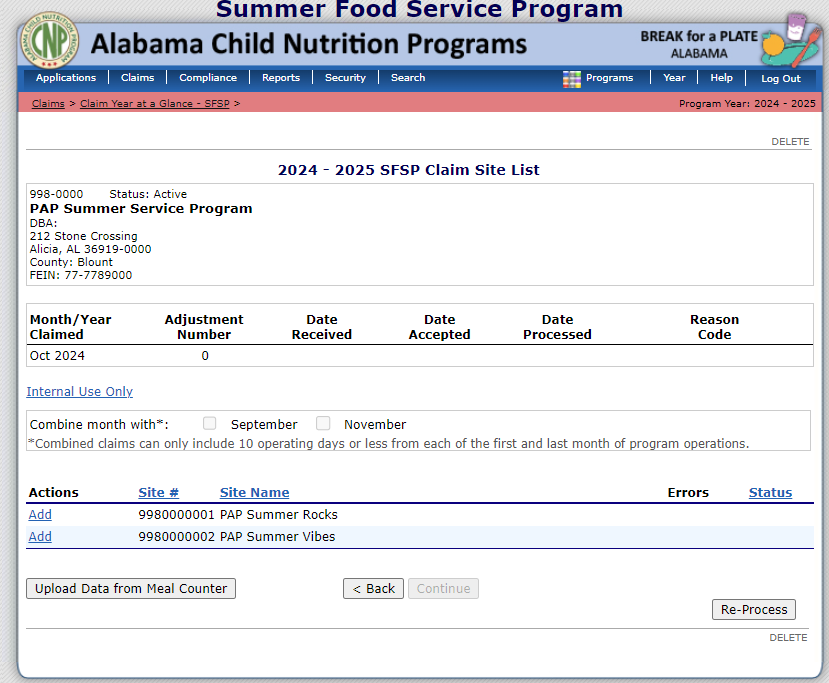 Summer Food Service Program
ALABAMA CHILD NUTRITION PROGRAMS
CNP
Alabama Child Nutrition Programs
BREAK for a PLATE
ALABAMA
Applications Claims Compliance Reports Security Search Programs Year Help Log Out
Claims > Claim Year at a Glance - SFSP > Program Year: 2024 - 2025
DELETE
2024 - 2025 SFSP Claim Site List
998-0000 Status: Active
PAP Summer Service Program
DBA:
212 Stone Crossing
Alicia, AL 36919-0000
County: Blount
FEIN: 77-7789000
Month/Year Adjustment Date Date Date Reason
Claimed Number Received Accepted Processed Code
Oct 2024 0
Internal Use Only
Combine month with*: September November
*Combined claims can only include 10 operating days or less from each of the first and last month of program operations.
Actions Site # Site Name Errors Status
Add 9980000001 PAP Summer Rocks
Add 9980000002 PAP Summer Vibes
Upload Data from Meal Counter < Back Continue
Re-Process
DELETE